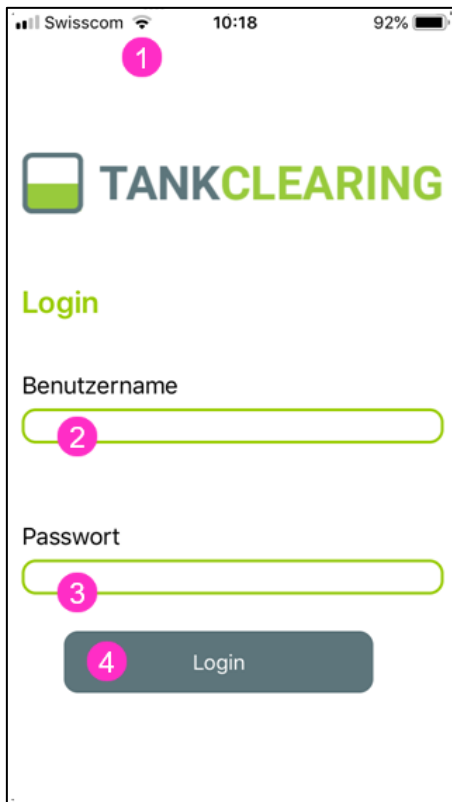 Swisscom 10:18 92%
1
TANKCLEARING
Login
Benutzername
2
Passwort
3
4 Login